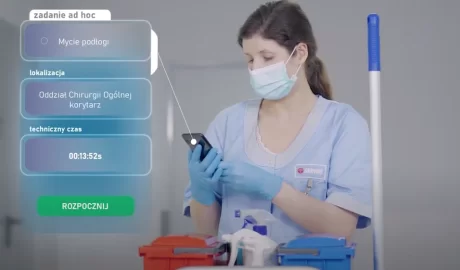 zadanie ad hoc
Mycie podłogi
lokalizacja
Oddział Chirurgii Ogólnej
korytarz
techniczny czas
00:13:52s
ROZPOCZNIJ